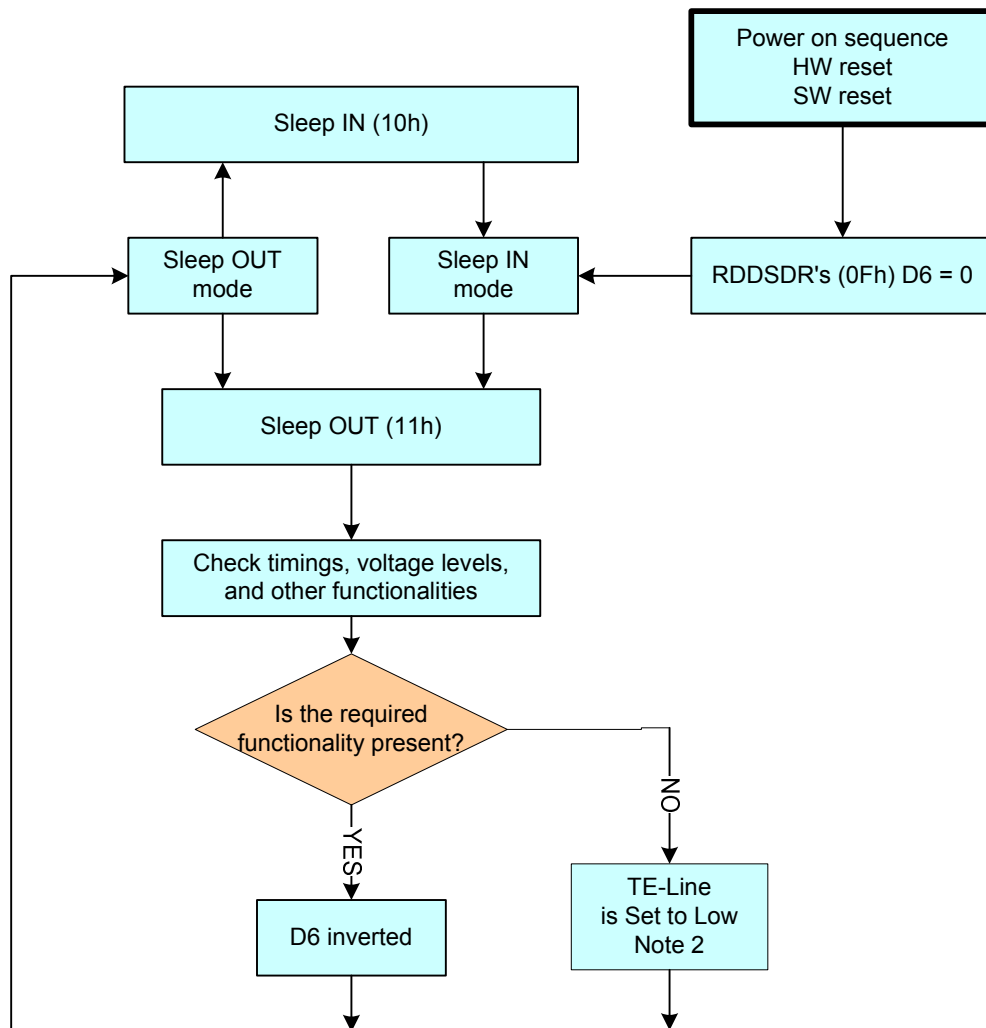 Power on sequence
HW reset
SW reset
Sleep IN (10h)
Sleep OUT
mode
Sleep IN
mode
RDDSDR's (0Fh) D6 = 0
Sleep OUT (11h)
Check timings, voltage levels,
and other functionalities
Is the required
functionality present?
YES
NO
D6 inverted
TE-Line
is Set to Low
Note 2